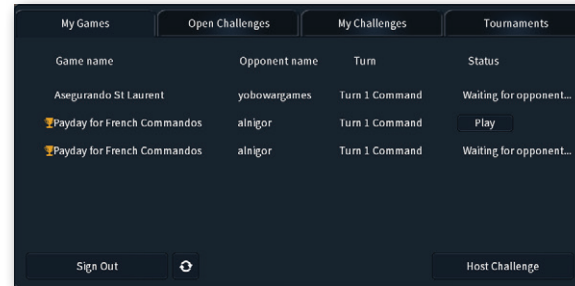 My Games Open Challenges My Challenges Tournaments
Game name Opponent name Turn Status
Asegurando St Laurent yobowargames Turn 1 Command Waiting for opponent...
Payday for French Commandos alnigor Turn 1 Command Play
Payday for French Commandos alnigor Turn 1 Command Waiting for opponent...
Sign Out Host Challenge